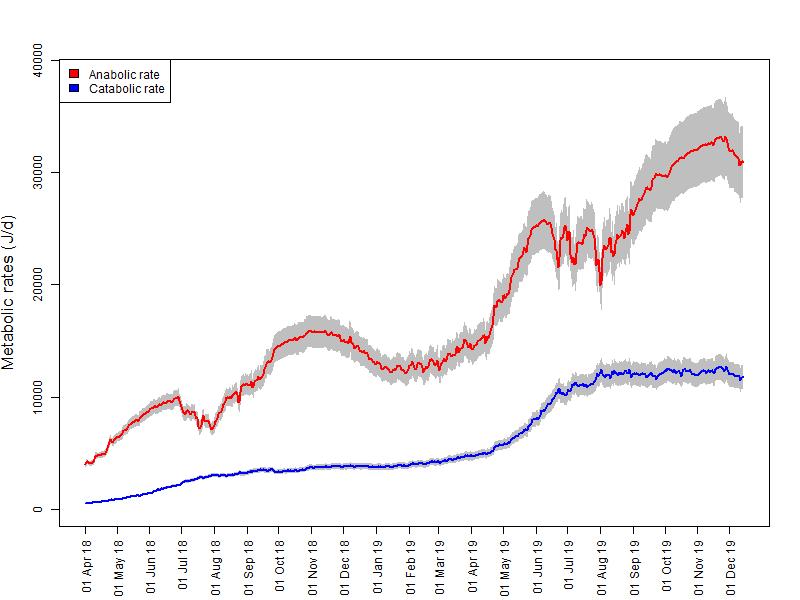 Anabolic rate
Catabolic rate
Metabolic rates (J/d)
40000
30000
20000
10000
0
01 Apr 18
01 May 18
01 Jun 18
01 Jul 18
01 Aug 18
01 Sep 18
01 Oct 18
01 Nov 18
01 Dec 18
01 Jan 19
01 Feb 19
01 Mar 19
01 Apr 19
01 May 19
01 Jun 19
01 Jul 19
01 Aug 19
01 Sep 19
01 Oct 19
01 Nov 19
01 Dec 19